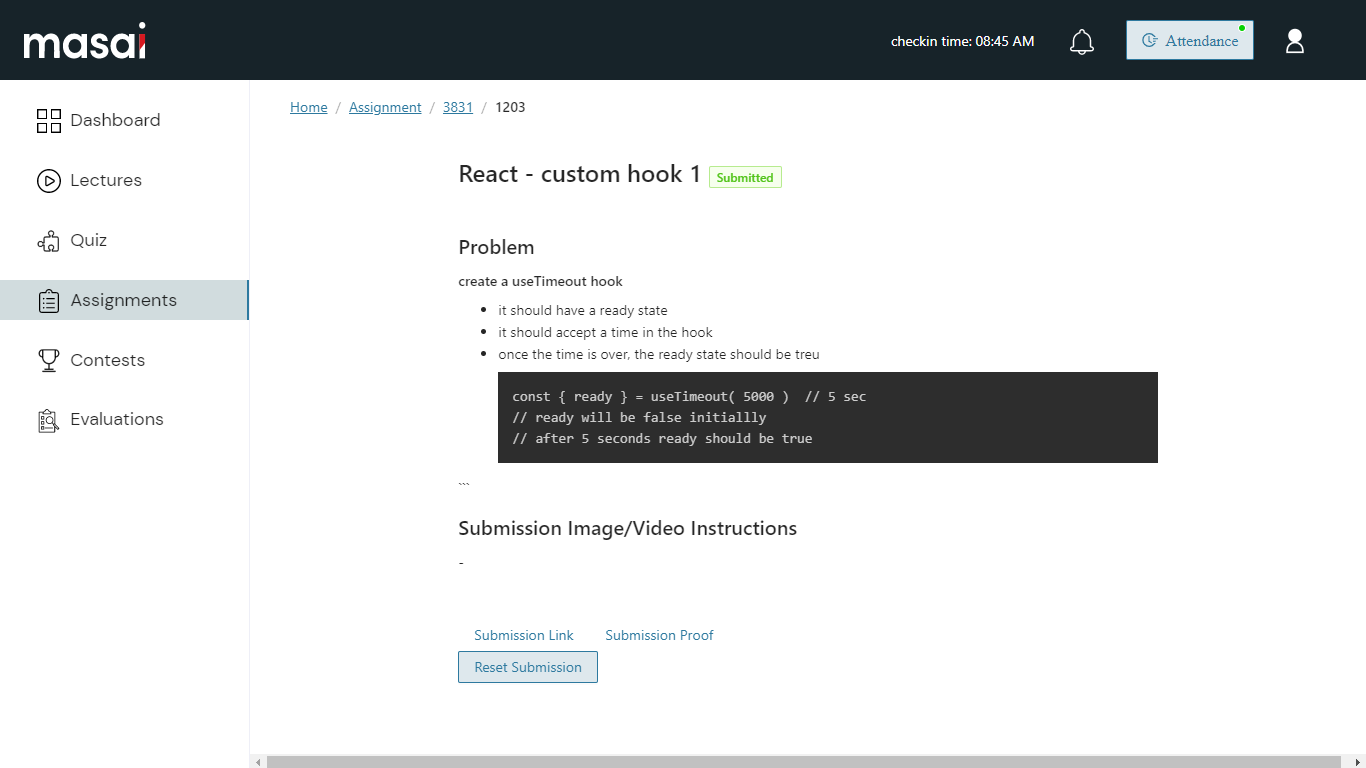 masai
checkin time: 08:45 AM
Attendance
Dashboard
Lectures
Quiz
Assignments
Contests
Evaluations
Home / Assignment / 3831 / 1203
React - custom hook 1 Submitted
Problem
create a useTimeout hook
• it should have a ready state
• it should accept a time in the hook
• once the time is over, the ready state should be treu
const { ready } = useTimeout( 5000 )  // 5 sec
// ready will be false initiallly
// after 5 seconds ready should be true
```
Submission Image/Video Instructions
-
Submission Link Submission Proof
Reset Submission